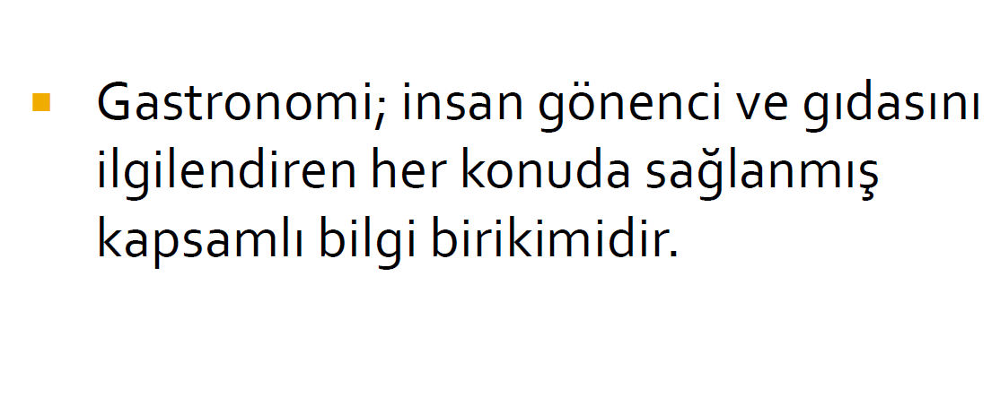 Gastronomi; insan gönenci ve gıdasını
ilgilendiren her konuda sağlanmış
kapsamlı bilgi birikimidir.